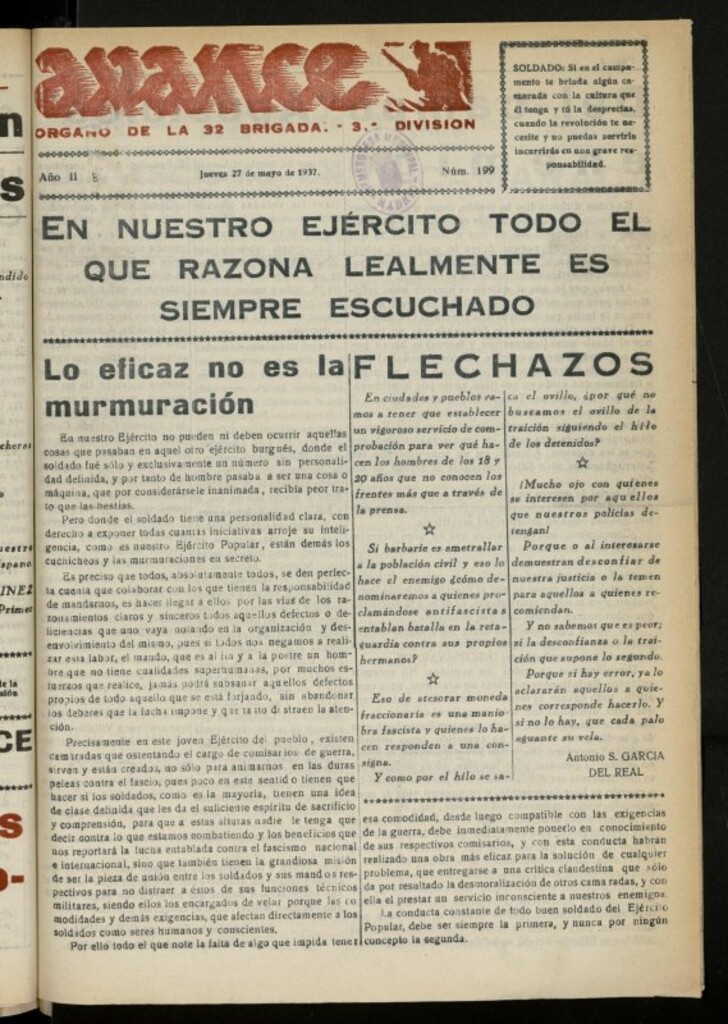 avance
ORGANO DE LA 32 BRIGADA. - 3.ª DIVISION
Año II
Jueves 27 de mayo de 1937.
Núm. 199
SOLDADO: Si en el campa-
mento te brinda algún ca-
marada con la cultura que
él tenga y tú la desprecias,
cuando la revolución te ne-
cesite y no puedas servirla
incurrirás en una grave res-
ponsabilidad.
EN NUESTRO EJÉRCITO TODO EL
QUE RAZONA LEALMENTE ES
SIEMPRE ESCUCHADO
Lo eficaz no es la
murmuración
En nuestro Ejército no pueden ni deben ocurrir aquellas
cosas que pasaban en aquel otro ejército burgués, donde el
soldado fué sólo y exclusivamente un número sin personali-
dad definida, y por tanto de hombre pasaba a ser una cosa o
máquina, que por considerársele inanimada, recibía peor tra-
to que las bestias.
Pero donde el soldado tiene una personalidad clara, con
derecho a exponer todas cuantas iniciativas arroje su inteli-
gencia, como es nuestro Ejército Popular, están demás los
cuchicheos y las murmuraciones en secreto.
Es preciso que todos, absolutamente todos, se den perfec-
ta cuenta que colaborar con los que tienen la responsabilidad
de mandarnos, es hacer llegar a ellos por las vías de los ra-
zonamientos claros y sinceros todos aquellos defectos o de-
ficiencias que uno vaya notando en la organización y des-
envolvimiento del mismo, pues si todos nos negamos a reali-
zar esta labor, el mando, que es al fin y a la postre un hom-
bre que no tiene cualidades superhumanas, por muchos es-
fuerzos que realice, jamás podrá subsanar aquellos defectos
propios de todo aquello que se está forjando, sin abandonar
los deberes que la lucha impone y que tanto distraen la aten-
ción.
Precisamente en este joven Ejército del pueblo, existen
camaradas que ostentando el cargo de comisarios de guerra,
sirven y están creados, no sólo para animarnos en las duras
peleas contra el fascio, pues poco en este sentido tienen que
hacer si los soldados, como es la mayoría, tienen una idea
de clase definida que les da el suficiente espíritu de sacrificio
y comprensión, para que a estas alturas nadie le tenga que
decir contra lo que estamos combatiendo y los beneficios que
nos reportará la lucha entablada contra el fascismo nacional
e internacional, sino que también tienen la grandiosa misión
de ser la pieza de unión entre los soldados y sus mandos res-
pectivos para no distraer a éstos de sus funciones técnicos
militares, siendo ellos los encargados de velar porque las co-
modidades y demás exigencias, que afectan directamente a los
soldados como seres humanos y conscientes.
Por ello todo el que note la falta de algo que impida tener
FLECHAZOS
En ciudades y pueblos va-
mos a tener que establecer
un vigoroso servicio de com-
probación para ver qué ha-
cen los hombres de los 18 y
20 años que no conocen los
frentes más que a través de
la prensa.
☆
Si barbarie es ametrallar
a la población civil y eso lo
hace el enemigo ¿cómo de-
nominaremos a quienes pro-
clamándose antifascistas
entablan batalla en la reta-
guardia contra sus propios
hermanos?
☆
Eso de atesorar moneda
fraccionaria es una manio-
bra fascista y quienes lo ha-
cen responden a una con-
signa.
Y como por el hilo se sa-
ca el ovillo, ¿por qué no
buscamos el ovillo de la
traición siguiendo el hilo
de los detenidos?
☆
¡Mucho ojo con quienes
se interesen por aquellos
que nuestros policías de-
tengan!
Porque o al interesarse
demuestran desconfiar de
nuestra justicia o la temen
para aquellos a quienes re-
comiendan.
Y no sabemos que es peor;
si la desconfianza o la trai-
ción que supone lo segundo.
Porque si hay error, ya lo
aclararán aquellos a quie-
nes corresponde hacerlo. Y
si no lo hay, que cada palo
aguante su vela.
Antonio S. GARCIA
DEL REAL
esa comodidad, desde luego compatible con las exigencias
de la guerra, debe inmediatamente ponerlo en conocimiento
de sus respectivos comisarios, y con esta conducta habrán
realizado una obra más eficaz para la solución de cualquier
problema, que entregarse a una crítica clandestina que sólo
da por resultado la desmoralización de otros camaradas, y con
ella el prestar un servicio inconsciente a nuestros enemigos.
La conducta constante de todo buen soldado del Ejército
Popular, debe ser siempre la primera, y nunca por ningún
concepto la segunda.